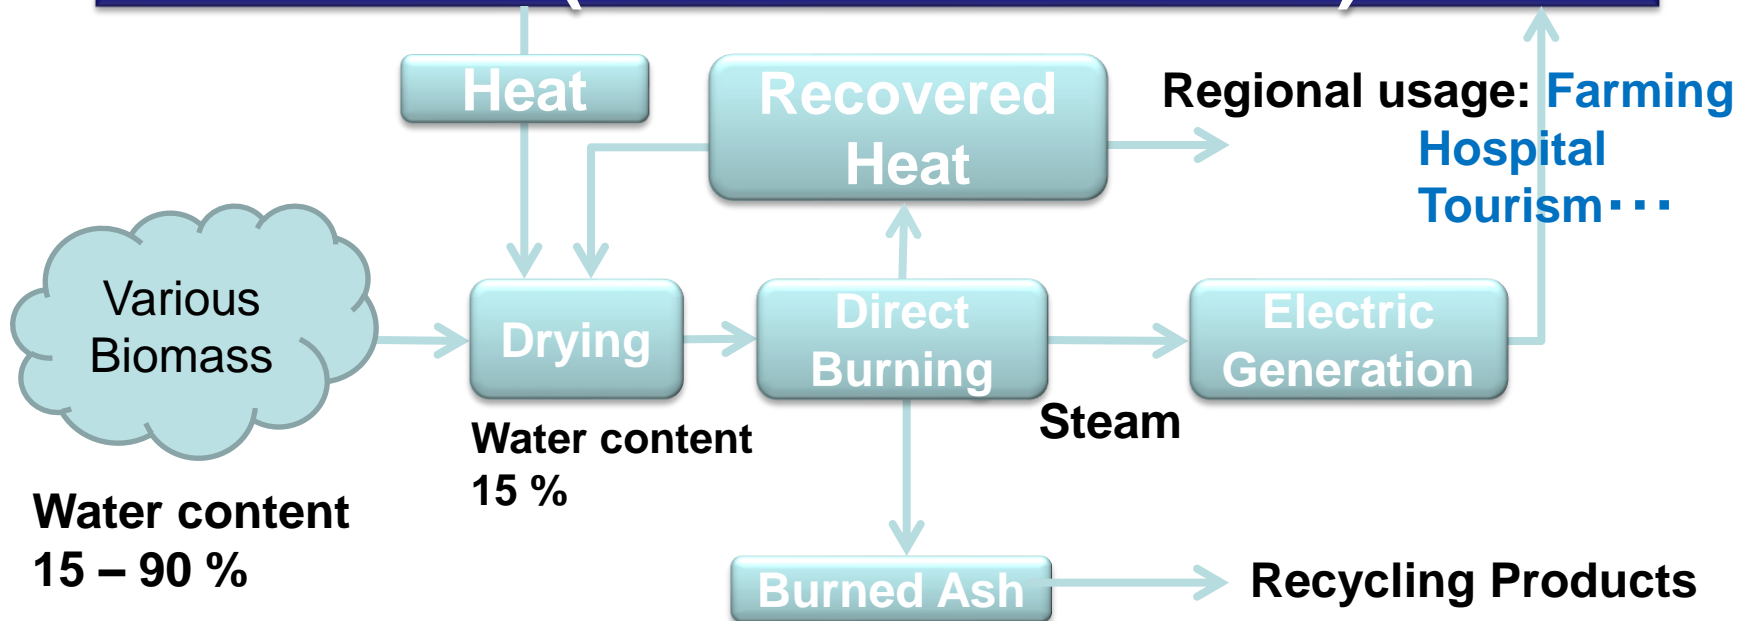 Heat
Recovered
Heat
Regional usage: Farming
Hospital
Tourism･･･
Various
Biomass
Drying
Direct
Burning
Electric
Generation
Steam
Water content
15 %
Water content
15 – 90 %
Burned Ash
Recycling Products